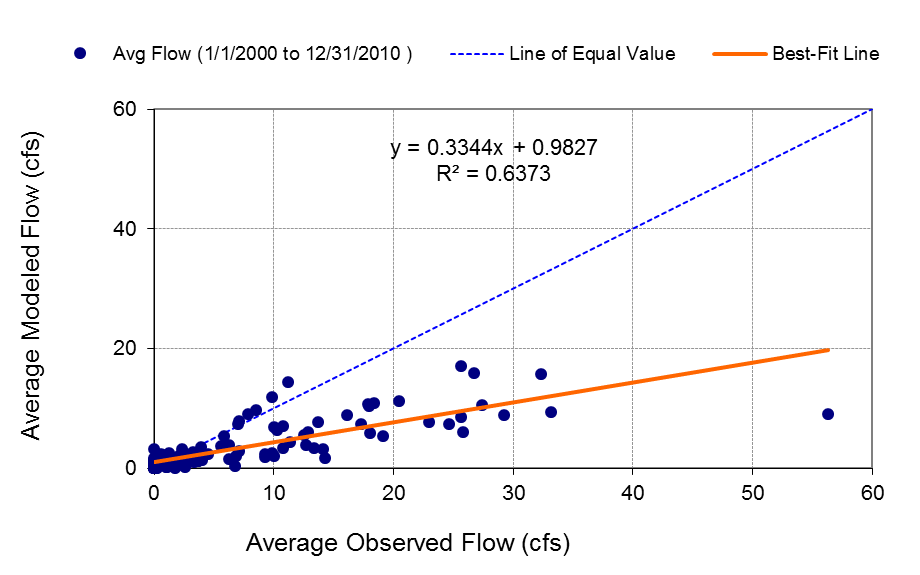 Avg Flow (1/1/2000 to 12/31/2010 ) Line of Equal Value Best-Fit Line
60
y = 0.3344x + 0.9827
R² = 0.6373
40
20
0
Average Modeled Flow (cfs)
0 10 20 30 40 50 60
Average Observed Flow (cfs)